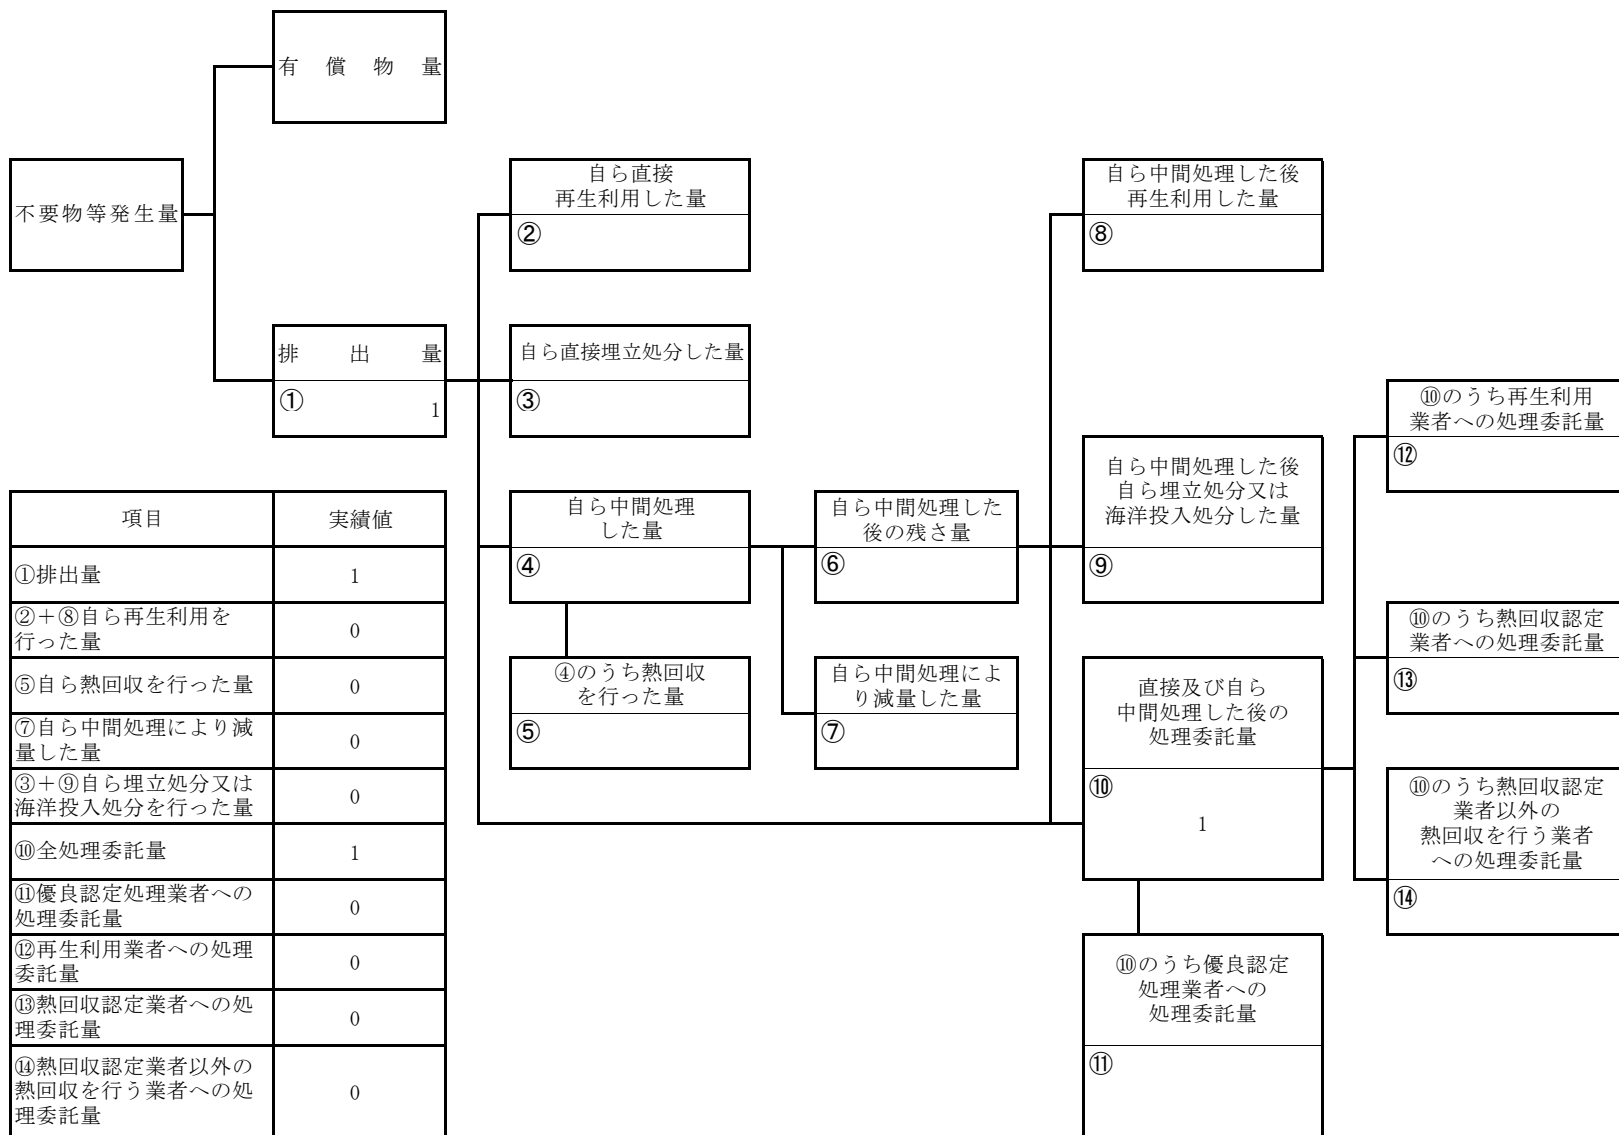 有償物量
不要物等発生量
排出量
①
1
自ら直接
再生利用した量
②
自ら直接埋立処分した量
③
自ら中間処理
した量
④
④のうち熱回収
を行った量
⑤
自ら中間処理した
後の残さ量
⑥
自ら中間処理によ
り減量した量
⑦
自ら中間処理した後
再生利用した量
⑧
自ら中間処理した後
自ら埋立処分又は
海洋投入処分した量
⑨
直接及び自ら
中間処理した後の
処理委託量
⑩
1
⑩のうち優良認定
処理業者への
処理委託量
⑪
⑩のうち再生利用
業者への処理委託量
⑫
⑩のうち熱回収認定
業者への処理委託量
⑬
⑩のうち熱回収認定
業者以外の
熱回収を行う業者
への処理委託量
⑭
項目 実績値
①排出量 1
②+⑧自ら再生利用を
行った量 0
⑤自ら熱回収を行った量 0
⑦自ら中間処理により減
量した量 0
③+⑨自ら埋立処分又は
海洋投入処分を行った量 0
⑩全処理委託量 1
⑪優良認定処理業者への
処理委託量 0
⑫再生利用業者への処理
委託量 0
⑬熱回収認定業者への処
理委託量 0
⑭熱回収認定業者以外の
熱回収を行う業者への処
理委託量 0